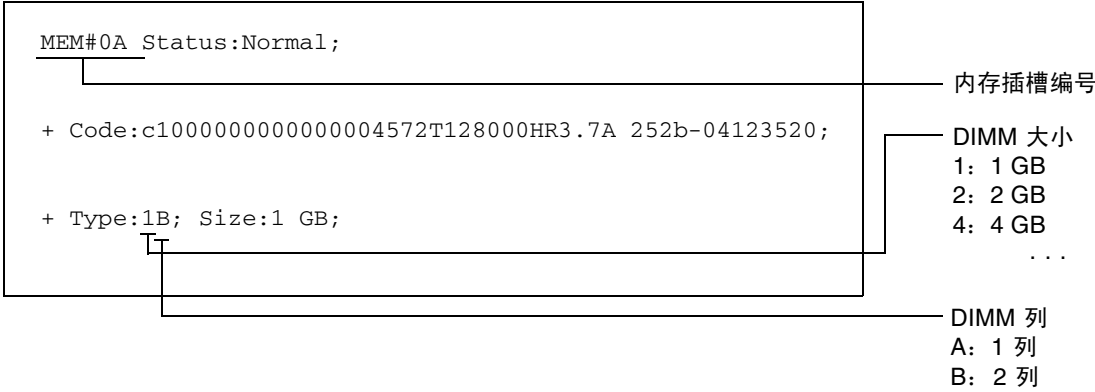 MEM#0A Status:Normal;
+ Code:c1000000000000004572T128000HR3.7A 252b-04123520;
+ Type:1B; Size:1 GB;
内存插槽编号
DIMM 大小
1：1 GB
2：2 GB
4：4 GB
. . .
DIMM 列
A：1 列
B：2 列